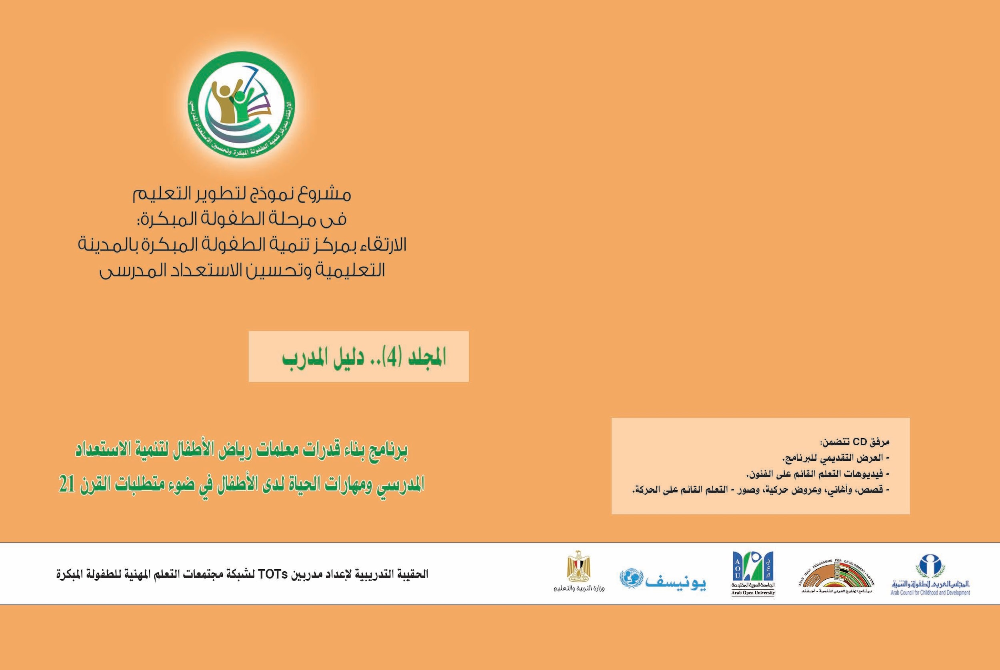 الارتقاء بمركز تنمية الطفولة المبكرة وتحسين الاستعداد المدرسي
مشروع نموذج لتطوير التعليم
فى مرحلة الطفولة المبكرة:
الارتقاء بمركز تنمية الطفولة المبكرة بالمدينة
التعليمية وتحسين الاستعداد المدرسى
المجلد (4).. دليل المدرب
برنامج بناء قدرات معلمات رياض الأطفال لتنمية الاستعداد
المدرسي ومهارات الحياة لدى الأطفال في ضوء متطلبات القرن 21
الحقيبة التدريبية لإعداد مدربين TOTs لشبكة مجتمعات التعلم المهنية للطفولة المبكرة
مرفق CD تتضمن:
- العرض التقديمي للبرنامج.
- فيديوهات التعلم القائم على الفنون.
- قصص، وأغاني، وعروض حركية، وصور - التعلم القائم على الحركة.
المجلس العربى للطفولة والتنمية
Arab Council for Childhood and Development
ARAB GULF PROGRAMME FOR DEVELOPMENT - AGFUND
برنامج الخليج العربي للتنمية - أجفند
AOU
ج ع م
الجامعة العربية المفتوحة
Arab Open University
يونيسف
وزارة التربية والتعليم